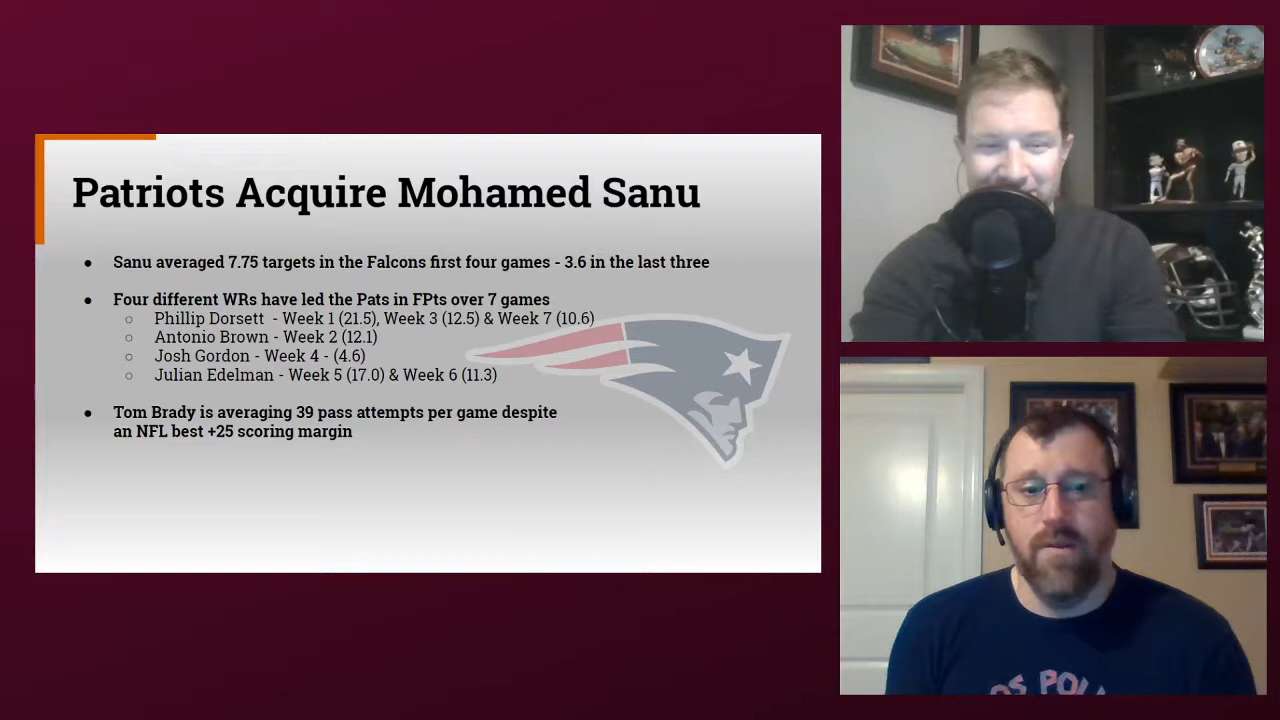 Patriots Acquire Mohamed Sanu
● Sanu averaged 7.75 targets in the Falcons first four games - 3.6 in the last three
● Four different WRs have led the Pats in FPts over 7 games
○ Phillip Dorsett - Week 1 (21.5), Week 3 (12.5) & Week 7 (10.6)
○ Antonio Brown - Week 2 (12.1)
○ Josh Gordon - Week 4 - (4.6)
○ Julian Edelman - Week 5 (17.0) & Week 6 (11.3)
● Tom Brady is averaging 39 pass attempts per game despite
an NFL best +25 scoring margin